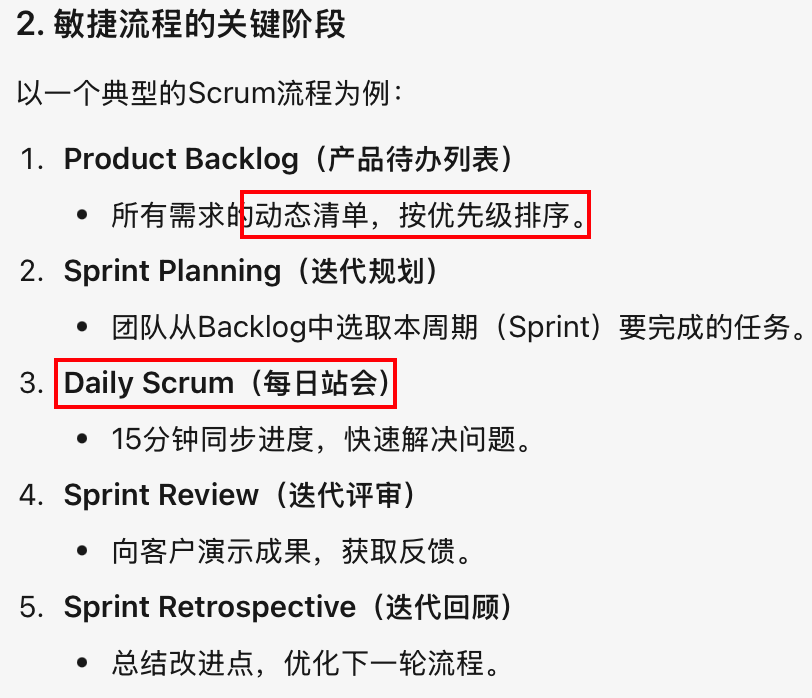 2. 敏捷流程的关键阶段
以一个典型的Scrum流程为例：
1. Product Backlog（产品待办列表）
• 所有需求的动态清单，按优先级排序。
2. Sprint Planning（迭代规划）
• 团队从Backlog中选取本周期（Sprint）要完成的任务。
3. Daily Scrum（每日站会）
• 15分钟同步进度，快速解决问题。
4. Sprint Review（迭代评审）
• 向客户演示成果，获取反馈。
5. Sprint Retrospective（迭代回顾）
• 总结改进点，优化下一轮流程。